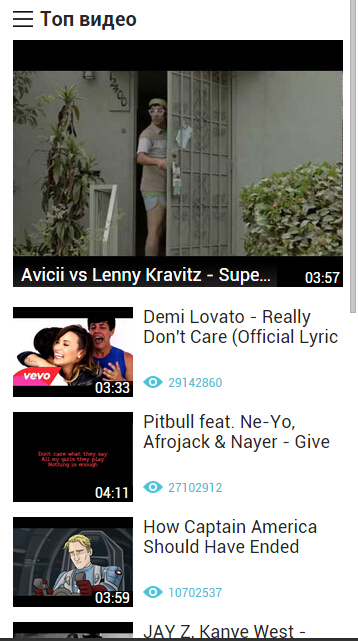 Топ видео
2400
Avicii vs Lenny Kravitz - Supe...
03:57
Demi Lovato - Really
Don't Care (Official Lyric
vevo
03:33
29142860
Pitbull feat. Ne-Yo,
Afrojack & Nayer - Give
Dont care what they say
All my girls they play
Nothing is enough
04:11
27102912
How Captain America
Should Have Ended
03:59
10702537
JAY Z, Kanye West -